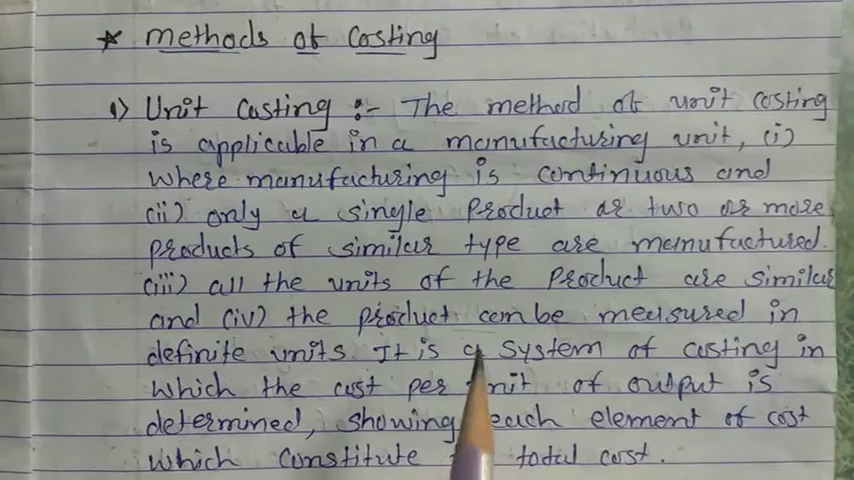 * methods of Costing
1) Unit Costing :- The method of unit costing
is applicable in a manufacturing unit, (i)
where manufacturing is continuous and
(ii) only a single Product or two or more
products of similar type are manufactured.
(iii) all the units of the Product are similar
and (iv) the product can be measured in
definite units. It is a System of costing in
which the cost per unit of output is
determined, showing each element of cost
which Constitute total cost.